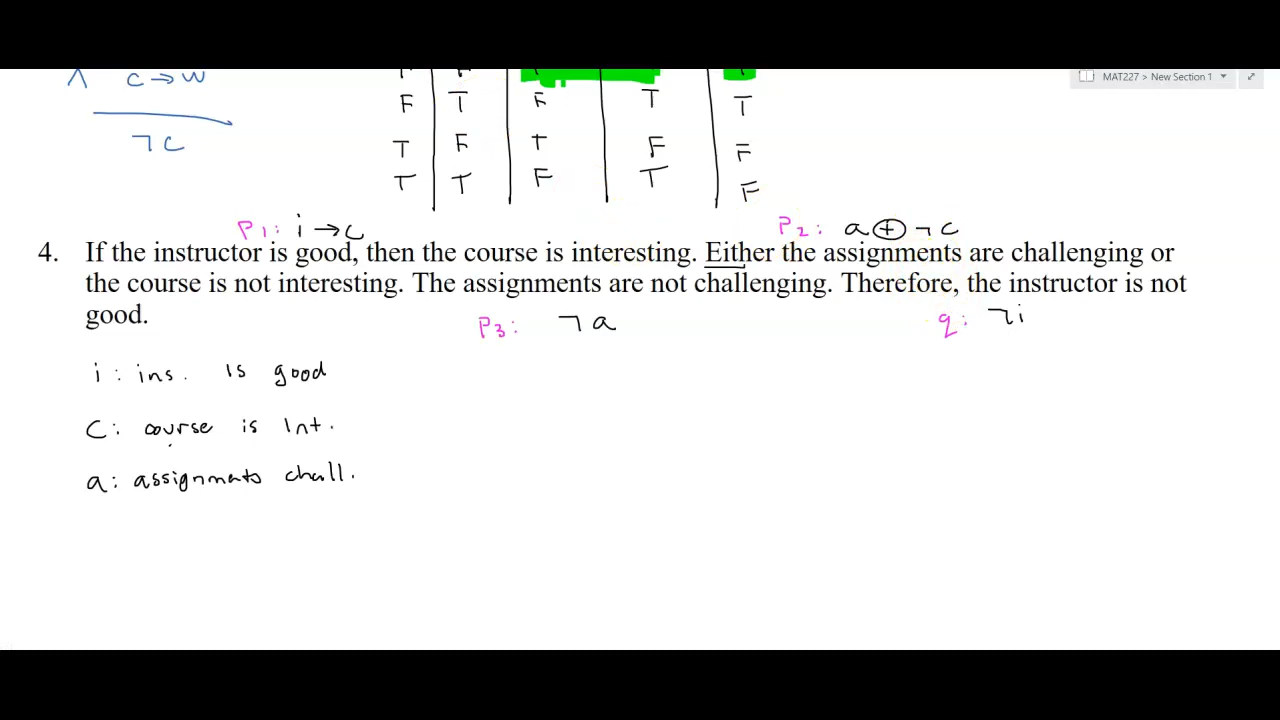 ∧ c → w
MAT227 > New Section 1
F T F T T
¬c
T F T F F
T T F T F
P1: i → c P2: a ⊕ ¬c
4. If the instructor is good, then the course is interesting. Either the assignments are challenging or
the course is not interesting. The assignments are not challenging. Therefore, the instructor is not
good.
P3: ¬a q: ¬i
i: ins. is good
C: course is Int.
a: assignments chall.